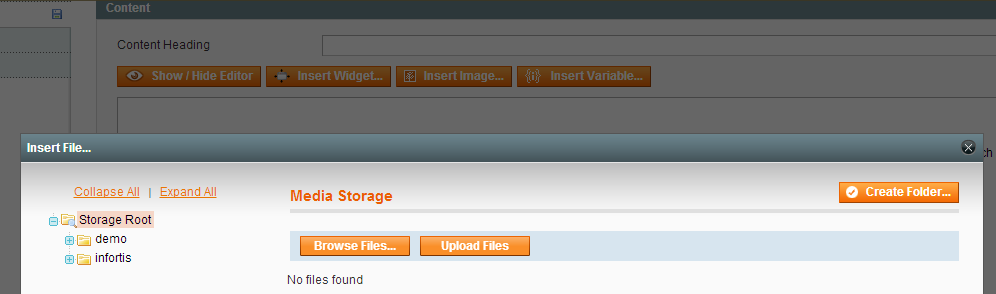 Content
Content Heading
Show / Hide Editor Insert Widget... Insert Image... Insert Variable...
Insert File...
ch
Collapse All | Expand All
Media Storage
Create Folder...
Storage Root
demo
infortis
Browse Files... Upload Files
No files found